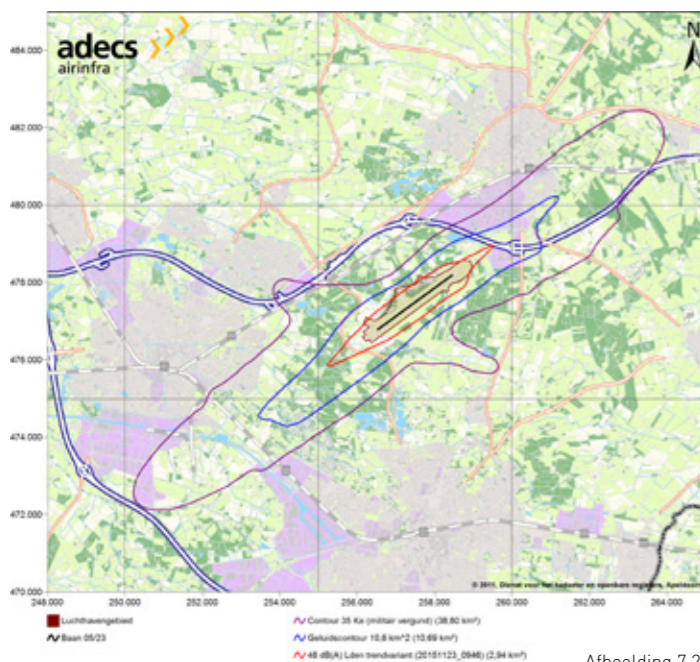 adecs
airinfra
N
484.000
482.000
480.000
478.000
476.000
474.000
472.000
470.000
248.000 250.000 252.000 254.000 256.000 258.000 260.000 262.000 264.000
© 2011, Dienst voor het kadaster en openbare registers, Apeldoorn
Luchthavengebied
Baan 05/23
Contour 35 Ke (militair vergund) (38,80 km²)
Geluidscontour 10,6 km^2 (10,69 km²)
48 dB(A) Lden trendvariant (20151123_0946) (2,94 km²)
Afbeelding 7.3